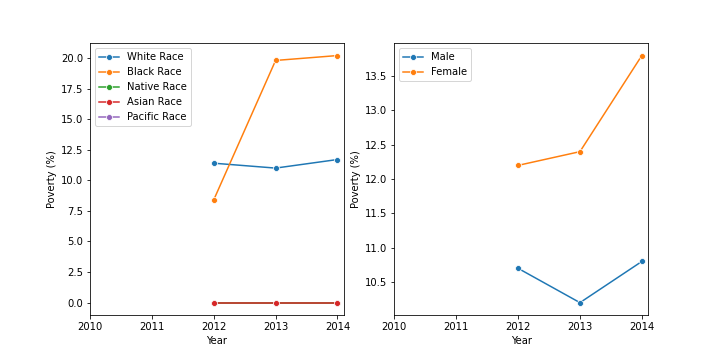 White Race
Black Race
Native Race
Asian Race
Pacific Race
20.0
17.5
15.0
12.5
10.0
7.5
5.0
2.5
0.0
Poverty (%)
2010 2011 2012 2013 2014
Year
Male
Female
13.5
13.0
12.5
12.0
11.5
11.0
10.5
Poverty (%)
2010 2011 2012 2013 2014
Year